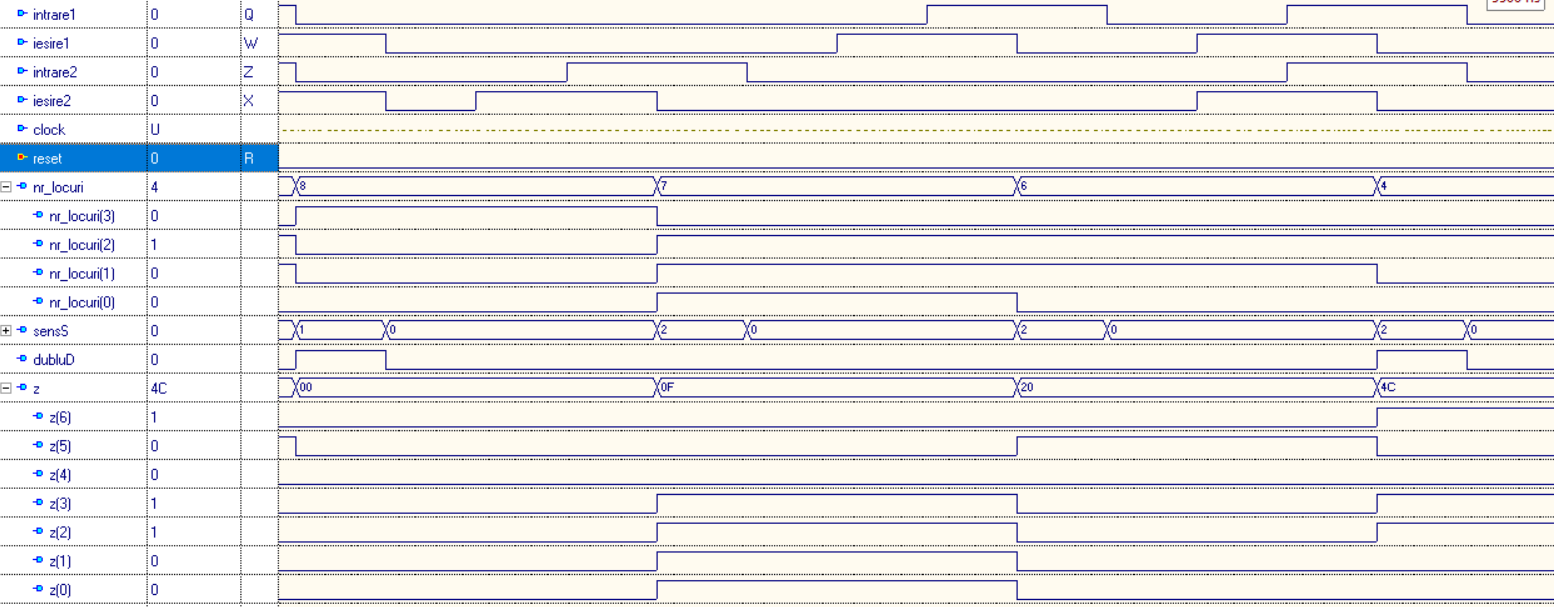 intrare1 0 Q
iesire1 0 W
intrare2 0 Z
iesire2 0 X
clock U
reset 0 R
nr_locuri 4 8 7 6 4
nr_locuri(3) 0
nr_locuri(2) 1
nr_locuri(1) 0
nr_locuri(0) 0
sensS 0 1 0 2 0 2 0 2 0
dubluD 0
z 4C 00 0F 20 4C
z(6) 1
z(5) 0
z(4) 0
z(3) 1
z(2) 1
z(1) 0
z(0) 0